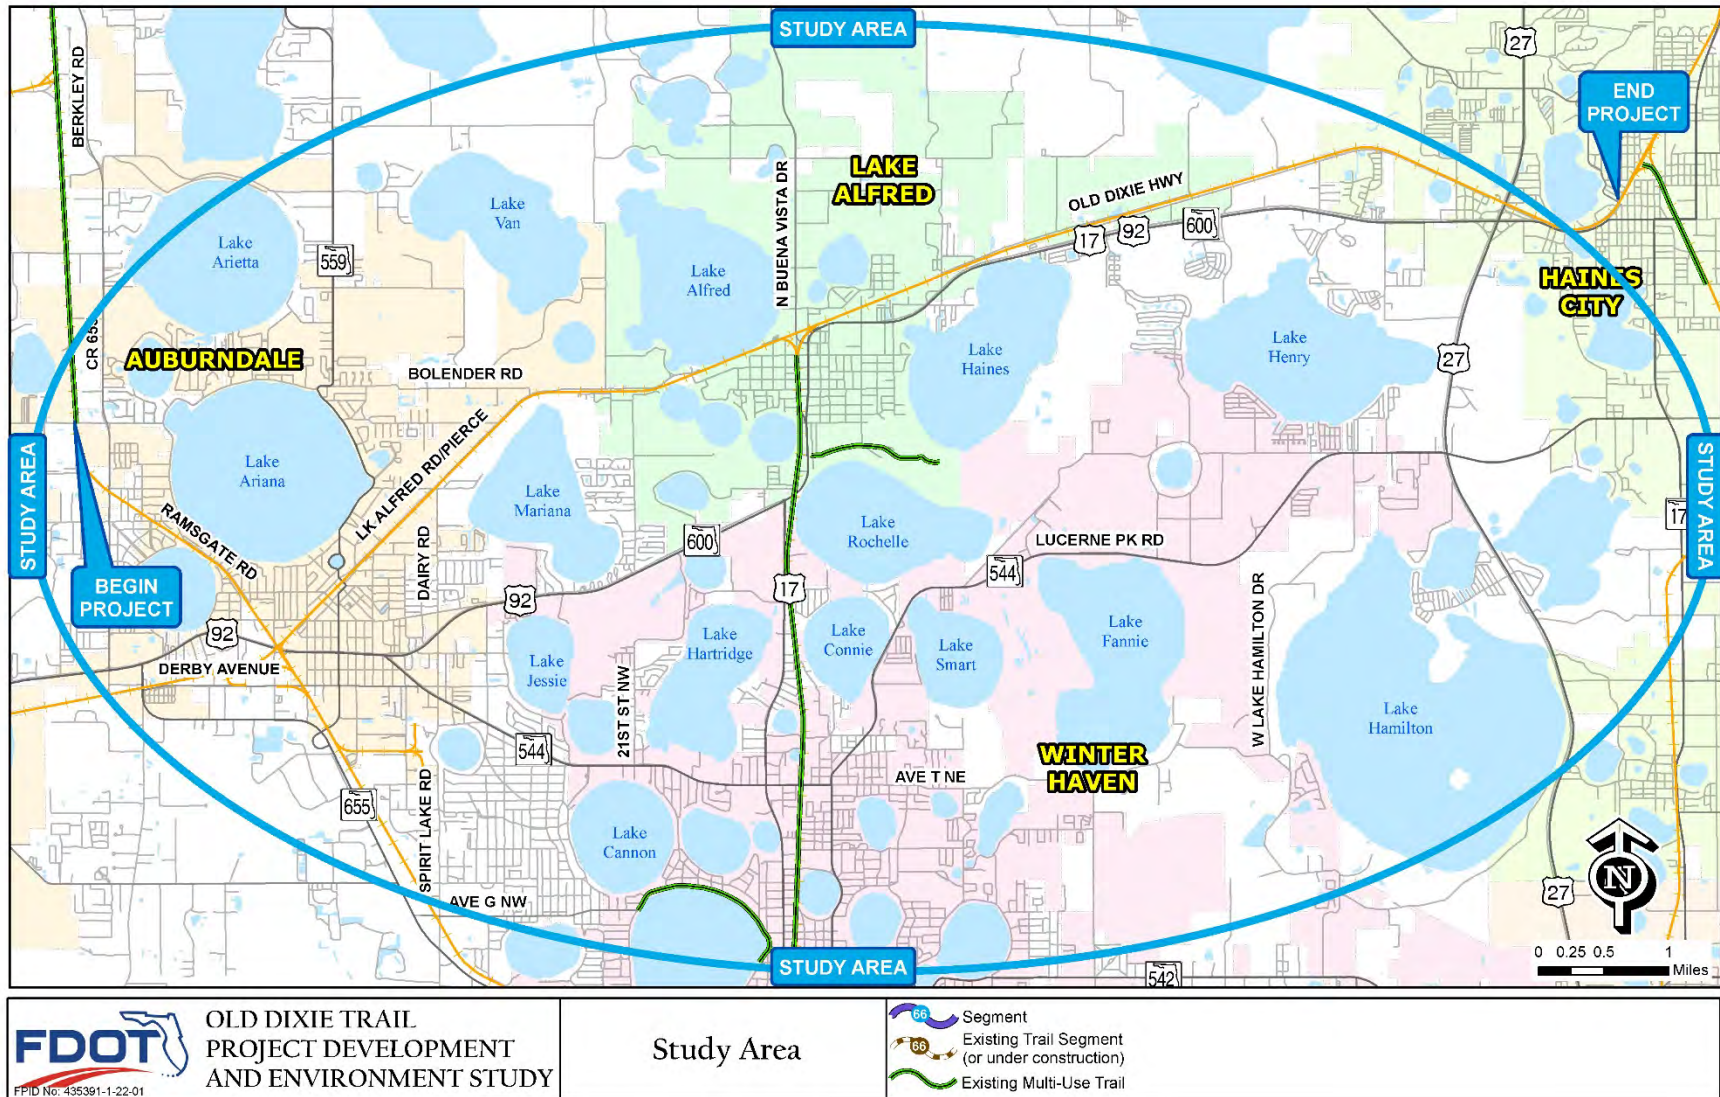 STUDY AREA
27
BERKLEY RD
END
PROJECT
N BUENA VISTA DR
LAKE
ALFRED
OLD DIXIE HWY
Lake
Van
17
92
600
Lake
Arietta
559
Lake
Alfred
HAINES
CITY
CR 655
AUBURNDALE
BOLENDER RD
Lake
Haines
Lake
Henry
27
LK ALFRED RD/PIERCE
Lake
Ariana
Lake
Mariana
STUDY AREA
STUDY AREA
RAMSGATE RD
Lake
Rochelle
17
600
LUCERNE PK RD
544
DAIRY RD
BEGIN
PROJECT
92
17
92
DERBY AVENUE
Lake
Hartridge
Lake
Connie
Lake
Smart
Lake
Fannie
W LAKE HAMILTON DR
Lake
Jessie
21ST ST NW
Lake
Hamilton
544
WINTER
HAVEN
AVE T NE
655
SPIRIT LAKE RD
Lake
Cannon
AVE G NW
27
N
STUDY AREA
542
0 0.25 0.5 1
Miles
FDOT
FPID No: 435391-1-22-01
OLD DIXIE TRAIL
PROJECT DEVELOPMENT
AND ENVIRONMENT STUDY
Study Area
66 Segment
66 Existing Trail Segment
(or under construction)
Existing Multi-Use Trail